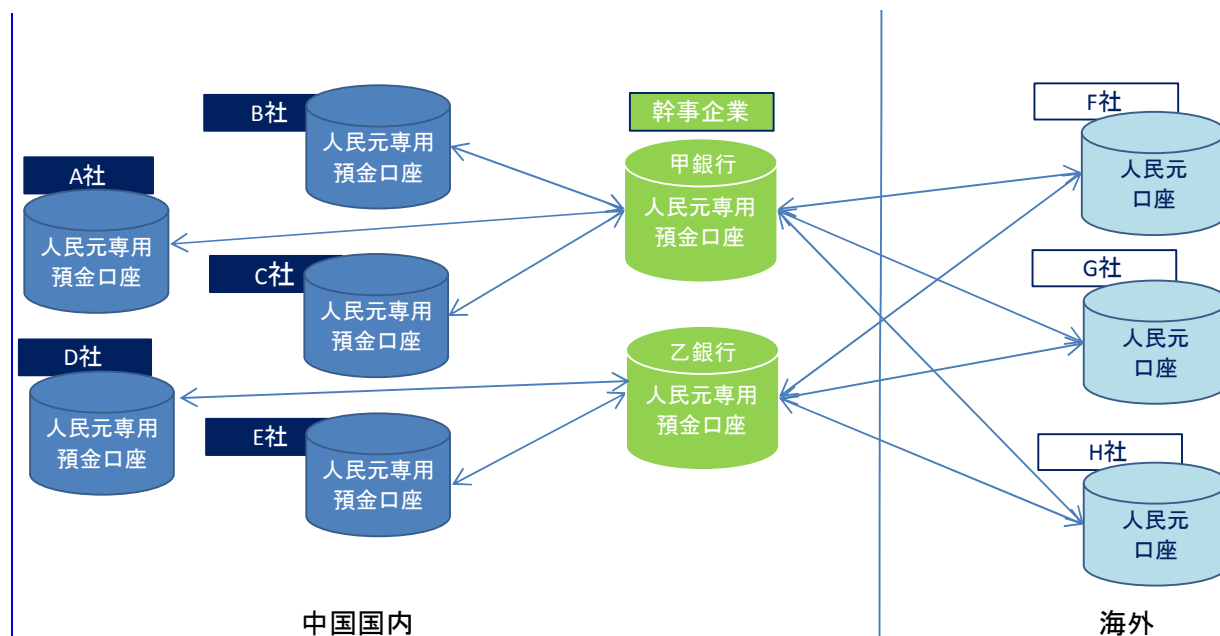 B社
人民元専用
預金口座
A社
人民元専用
預金口座
C社
人民元専用
預金口座
D社
人民元専用
預金口座
E社
人民元専用
預金口座
幹事企業
甲銀行
人民元専用
預金口座
乙銀行
人民元専用
預金口座
F社
人民元
口座
G社
人民元
口座
H社
人民元
口座
中国国内
海外